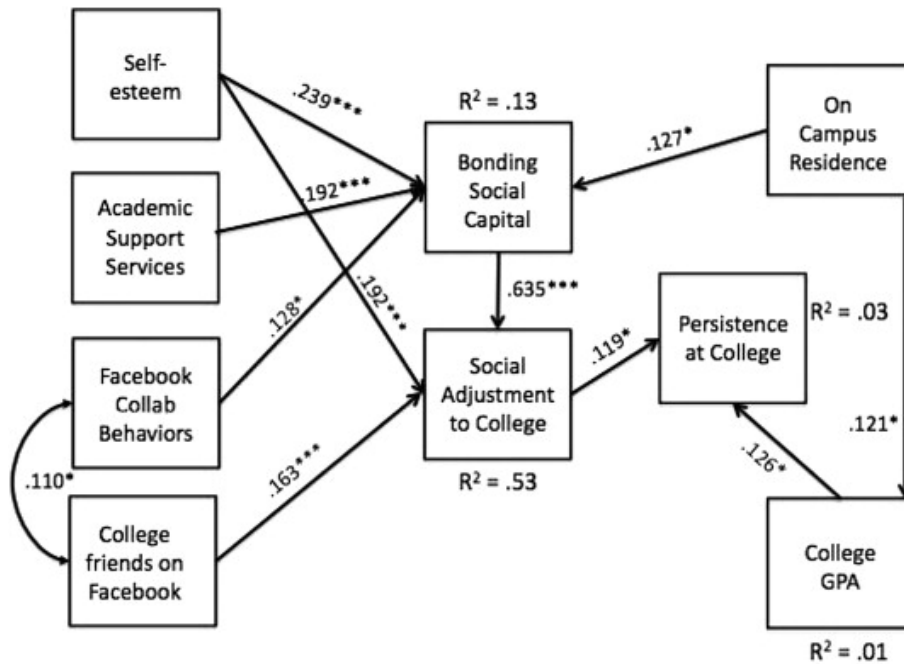 Self-
esteem
.239***
R² = .13
On
Campus
Residence
.127*
Bonding
Social
Capital
Academic
Support
Services
.192***
.635***
.192***
.128*
Persistence
at College
R² = .03
.119*
Facebook
Collab
Behaviors
Social
Adjustment
to College
.121*
.126*
.163***
.110*
R² = .53
College
friends on
Facebook
College
GPA
R² = .01